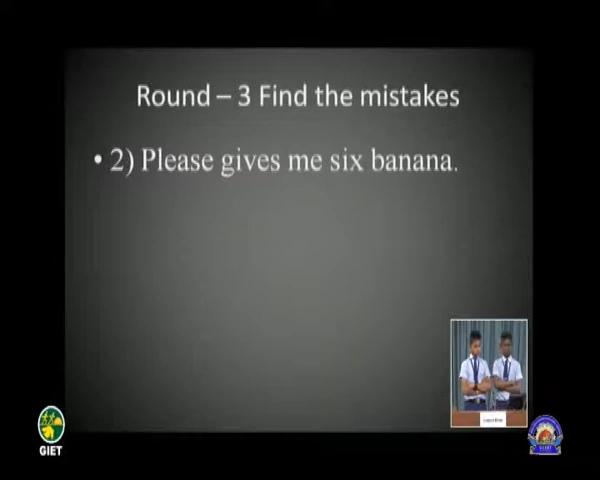 Round – 3 Find the mistakes
• 2) Please gives me six banana.
GIET